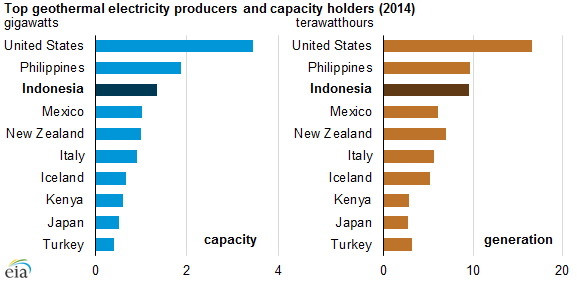 Top geothermal electricity producers and capacity holders (2014)
gigawatts
terawatthours
United States
Philippines
Indonesia
Mexico
New Zealand
Italy
Iceland
Kenya
Japan
Turkey
capacity
0 2 4
United States
Philippines
Indonesia
Mexico
New Zealand
Italy
Iceland
Kenya
Japan
Turkey
generation
0 10 20
eia